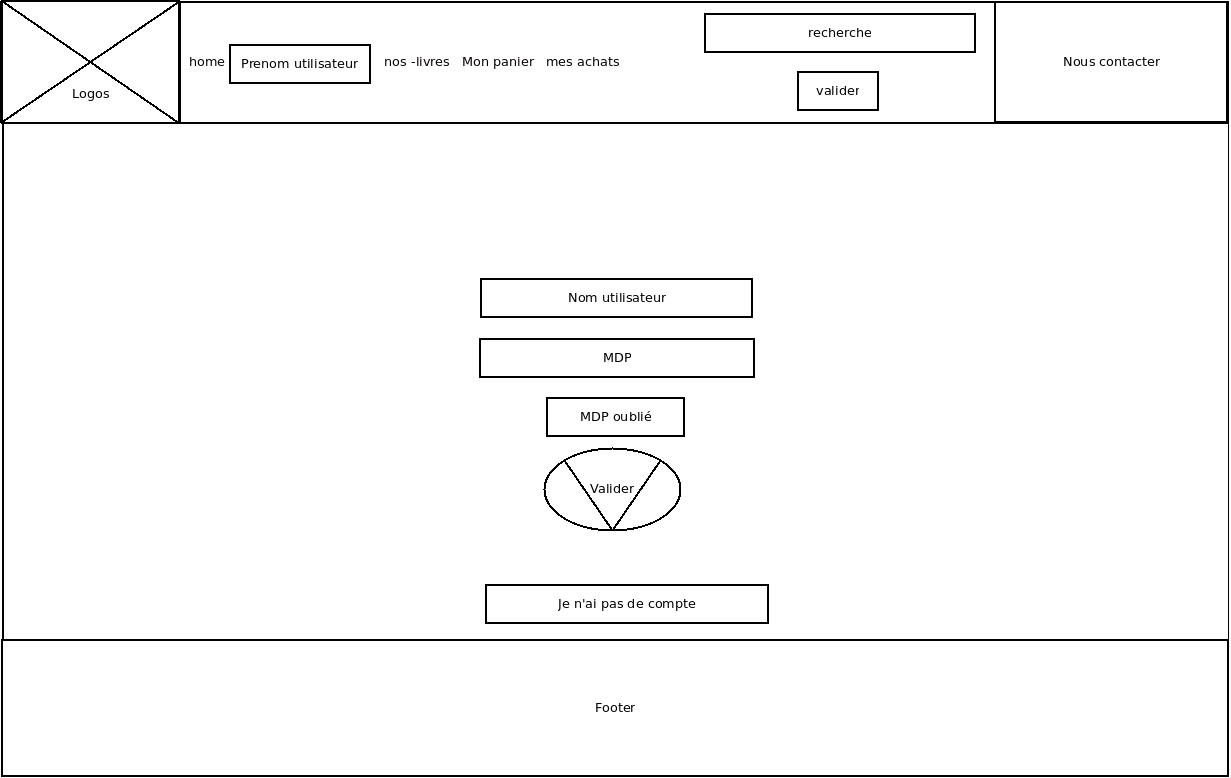 Logos
home
Prenom utilisateur
nos -livres
Mon panier
mes achats
recherche
valider
Nous contacter
Nom utilisateur
MDP
MDP oublié
Valider
Je n'ai pas de compte
Footer